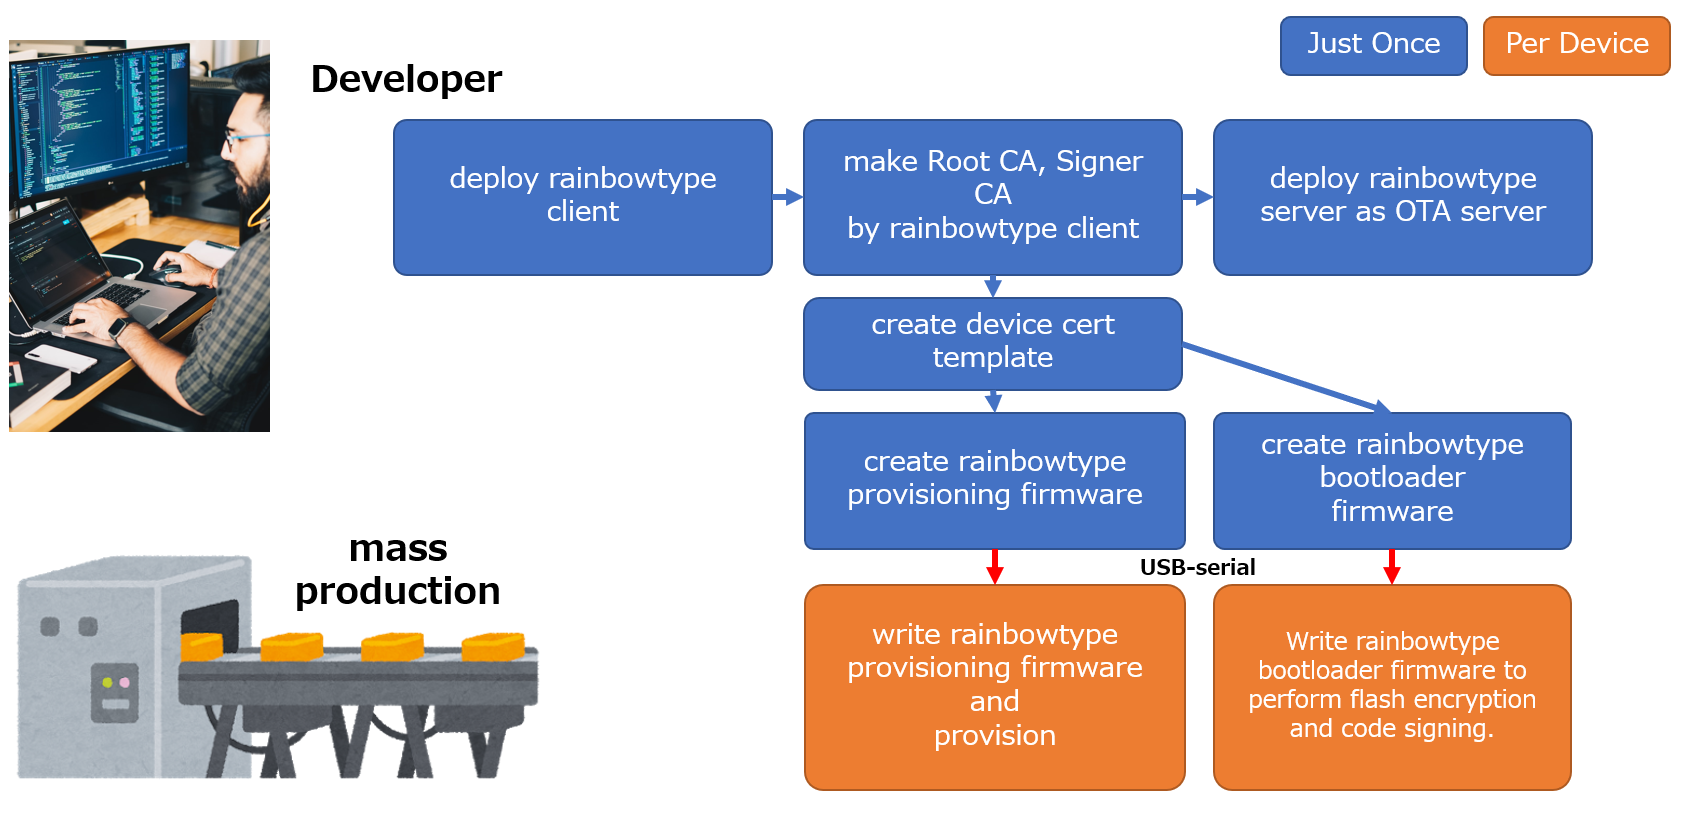 Just Once
Per Device
Developer
deploy rainbowtype
client
make Root CA, Signer
CA
by rainbowtype client
deploy rainbowtype
server as OTA server
create device cert
template
create rainbowtype
provisioning firmware
create rainbowtype
bootloader
firmware
mass
production
USB-serial
write rainbowtype
provisioning firmware
and
provision
Write rainbowtype
bootloader firmware to
perform flash encryption
and code signing.